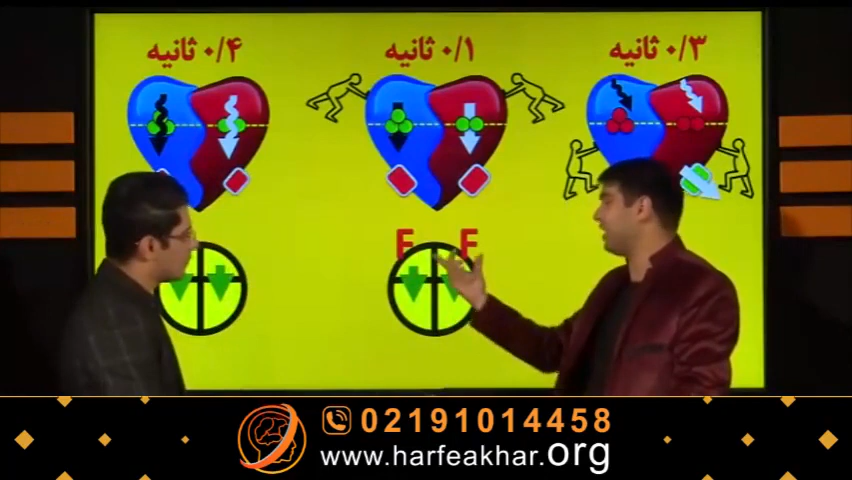 ۰/۳ ثانیه
۰/۱ ثانیه
۰/۴ ثانیه
F F
02191014458
www.harfeakhar.org